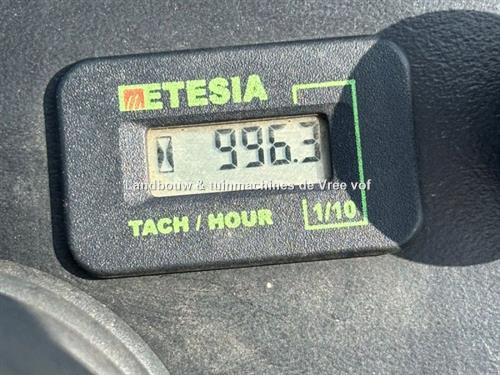 ETESIA
996.3
Landbouw & tuinmachines de Vree vof
TACH / HOUR 1/10